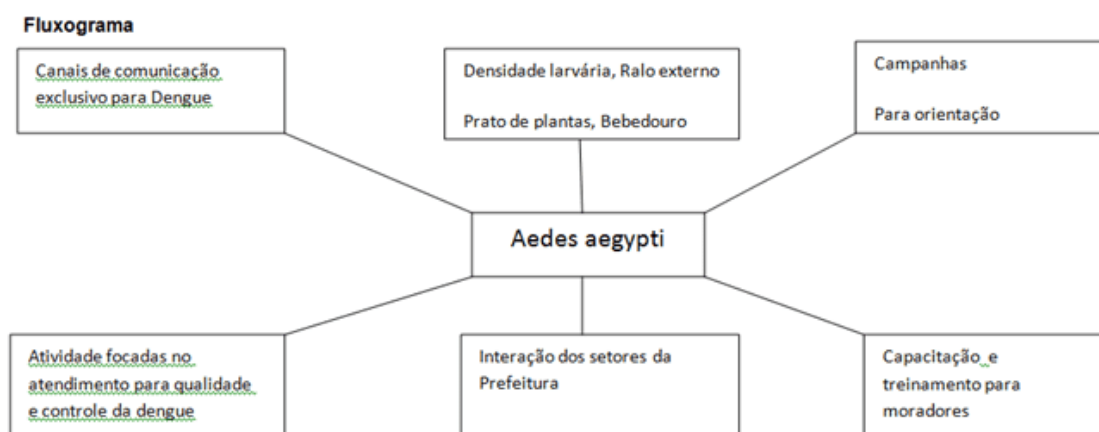 Fluxograma
Canais de comunicação
exclusivo para Dengue
Densidade larvária, Ralo externo
Prato de plantas, Bebedouro
Campanhas
Para orientação
Aedes aegypti
Atividade focadas no
atendimento para qualidade
e controle da dengue
Interação dos setores da
Prefeitura
Capacitação e
treinamento para
moradores